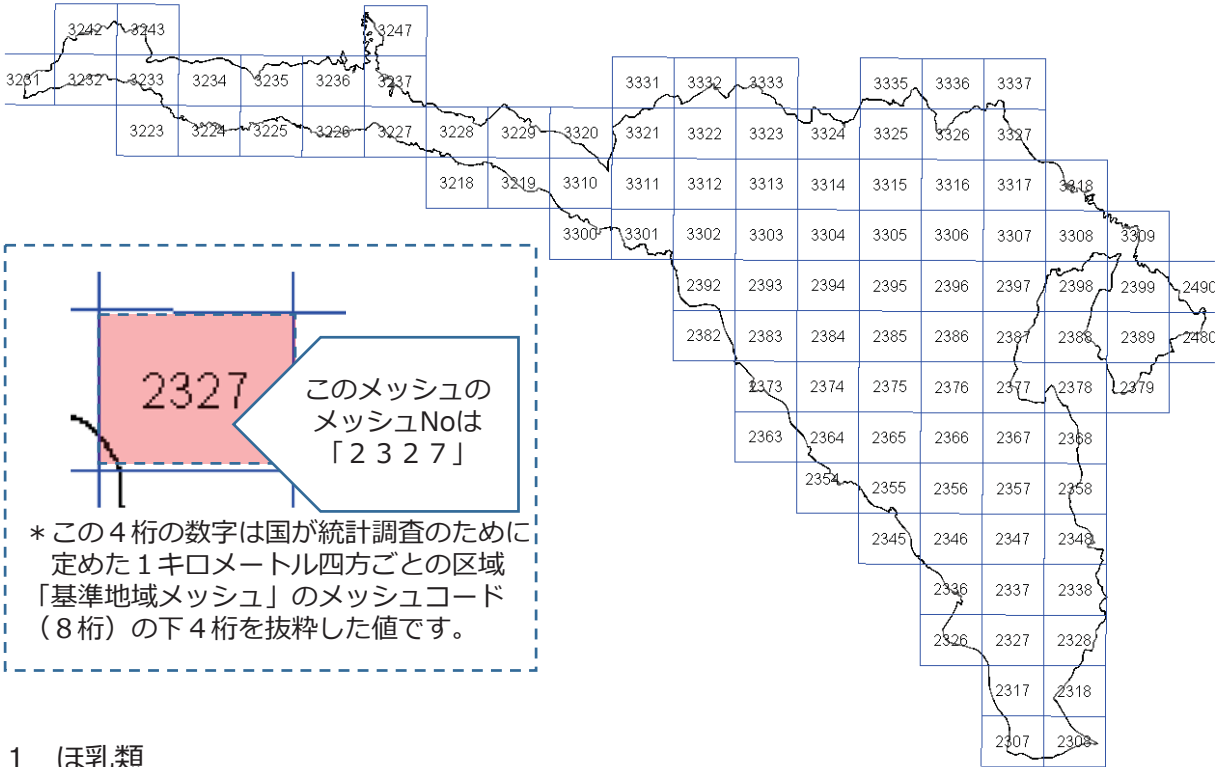 3242 3243 3247
3231 3232 3233 3234 3235 3236 3237 3331 3332 3333 3335 3336 3337
3223 3224 3225 3226 3227 3228 3229 3320 3321 3322 3323 3324 3325 3326 3327
3218 3219 3310 3311 3312 3313 3314 3315 3316 3317 3318
3300 3301 3302 3303 3304 3305 3306 3307 3308 3309
2392 2393 2394 2395 2396 2397 2398 2399 2490
2382 2383 2384 2385 2386 2387 2388 2389 2480
2373 2374 2375 2376 2377 2378 2379
2363 2364 2365 2366 2367 2368
2354 2355 2356 2357 2358
2345 2346 2347 2348
2336 2337 2338
2326 2327 2328
2317 2318
2307 2308
2327
このメッシュの
メッシュNoは
「２３２７」
＊この４桁の数字は国が統計調査のために
定めた１キロメートル四方ごとの区域
「基準地域メッシュ」のメッシュコード
（８桁）の下４桁を抜粋した値です。
1 ほ乳類